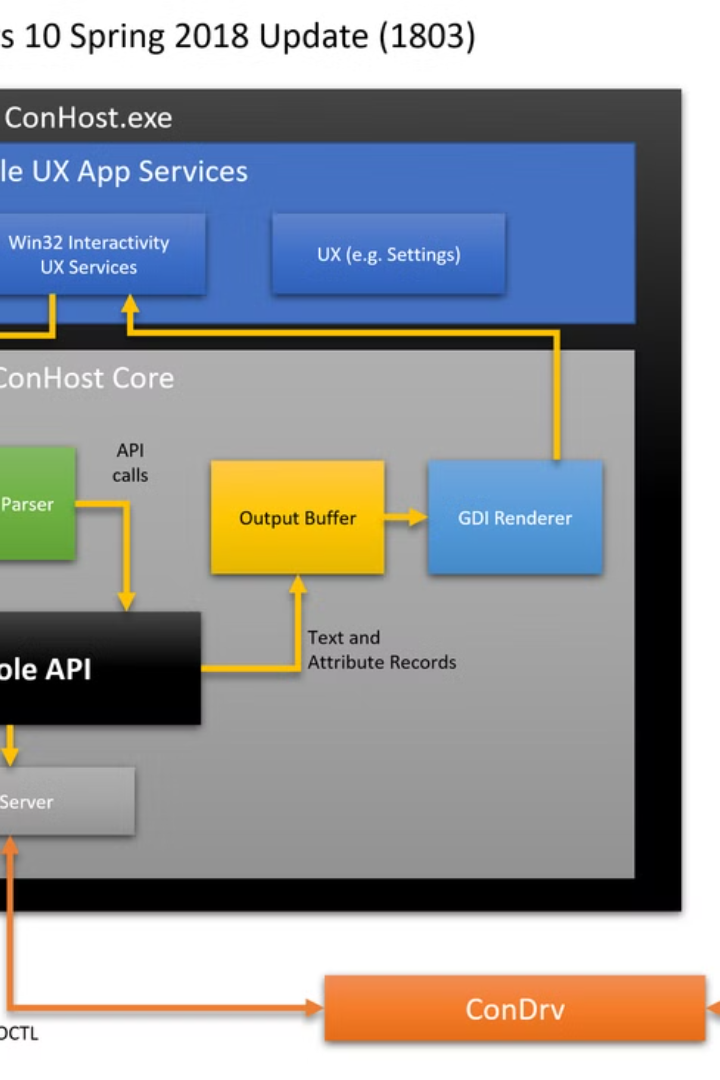 s 10 Spring 2018 Update (1803)
ConHost.exe
le UX App Services
Win32 Interactivity
UX Services
UX (e.g. Settings)
ConHost Core
API
calls
Parser
Output Buffer
GDI Renderer
ole API
Text and
Attribute Records
Server
ConDrv
OCTL